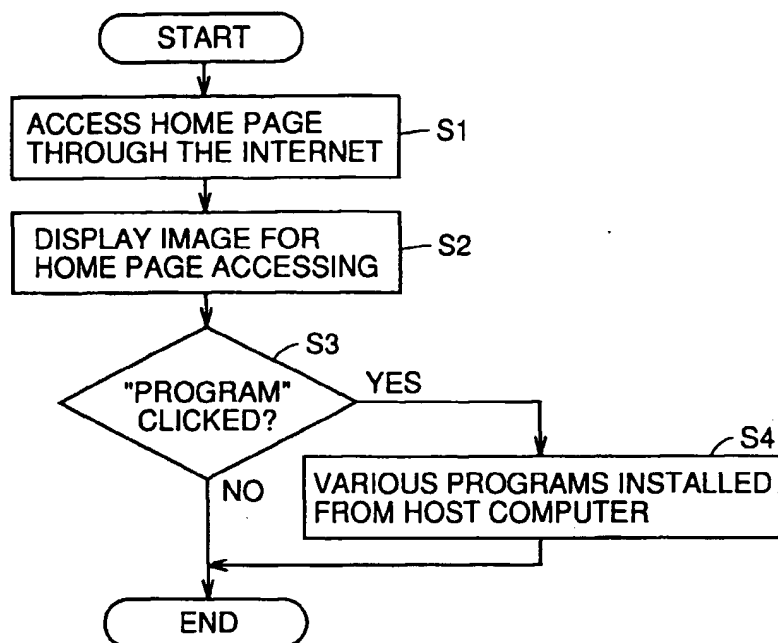 START
ACCESS HOME PAGE
THROUGH THE INTERNET
S1
DISPLAY IMAGE FOR
HOME PAGE ACCESSING
S2
S3
"PROGRAM"
CLICKED?
YES
NO
S4
VARIOUS PROGRAMS INSTALLED
FROM HOST COMPUTER
END